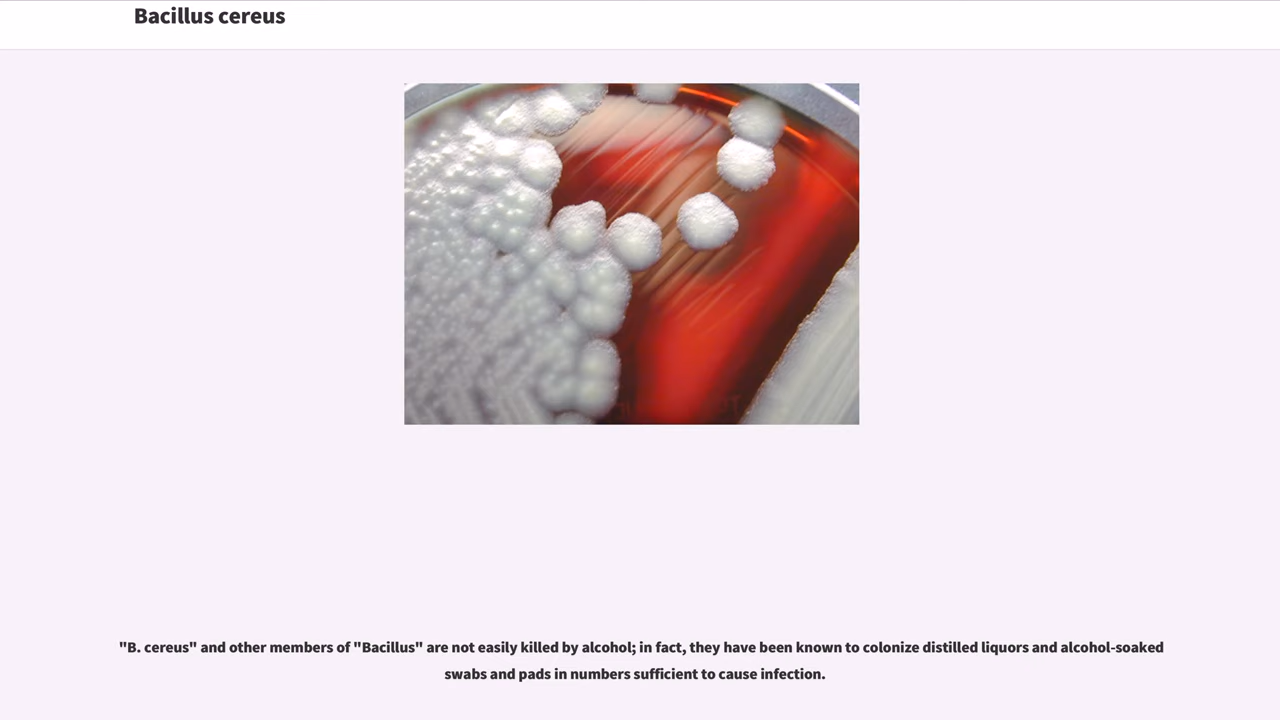 Bacillus cereus
"B. cereus" and other members of "Bacillus" are not easily killed by alcohol; in fact, they have been known to colonize distilled liquors and alcohol-soaked
swabs and pads in numbers sufficient to cause infection.